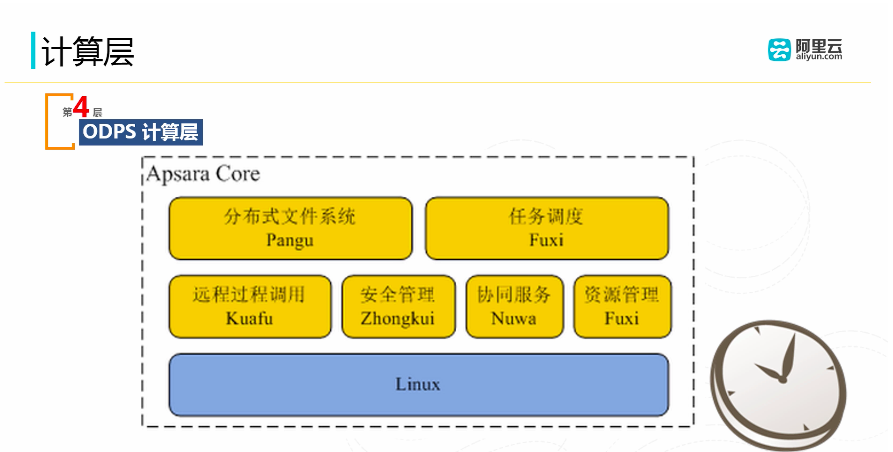 计算层
阿里云
aliyun.com
第4层
ODPS 计算层
Apsara Core
分布式文件系统
Pangu
任务调度
Fuxi
远程过程调用
Kuafu
安全管理
Zhongkui
协同服务
Nuwa
资源管理
Fuxi
Linux